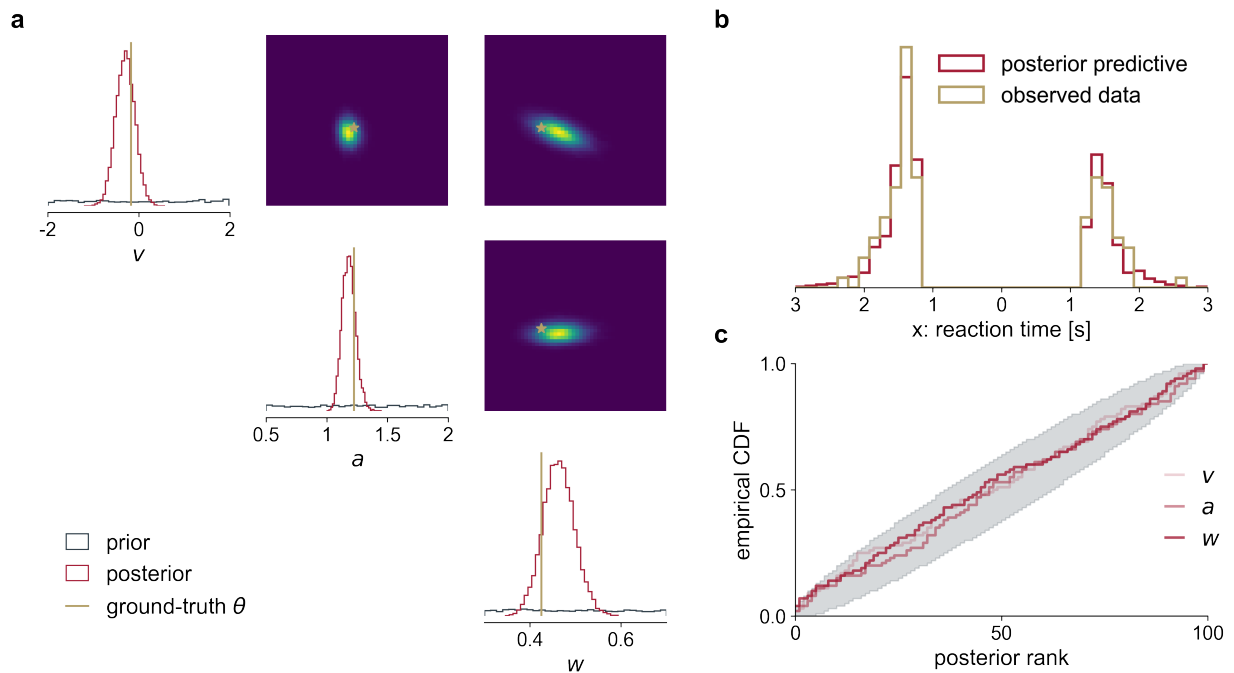 a
-2
0
2
v
0.5
1
1.5
2
a
0.4
0.6
w
prior
posterior
ground-truth θ
b
posterior predictive
observed data
3
2
1
0
1
2
3
x: reaction time [s]
c
1.0
0.5
0.0
empirical CDF
v
a
w
0
50
100
posterior rank